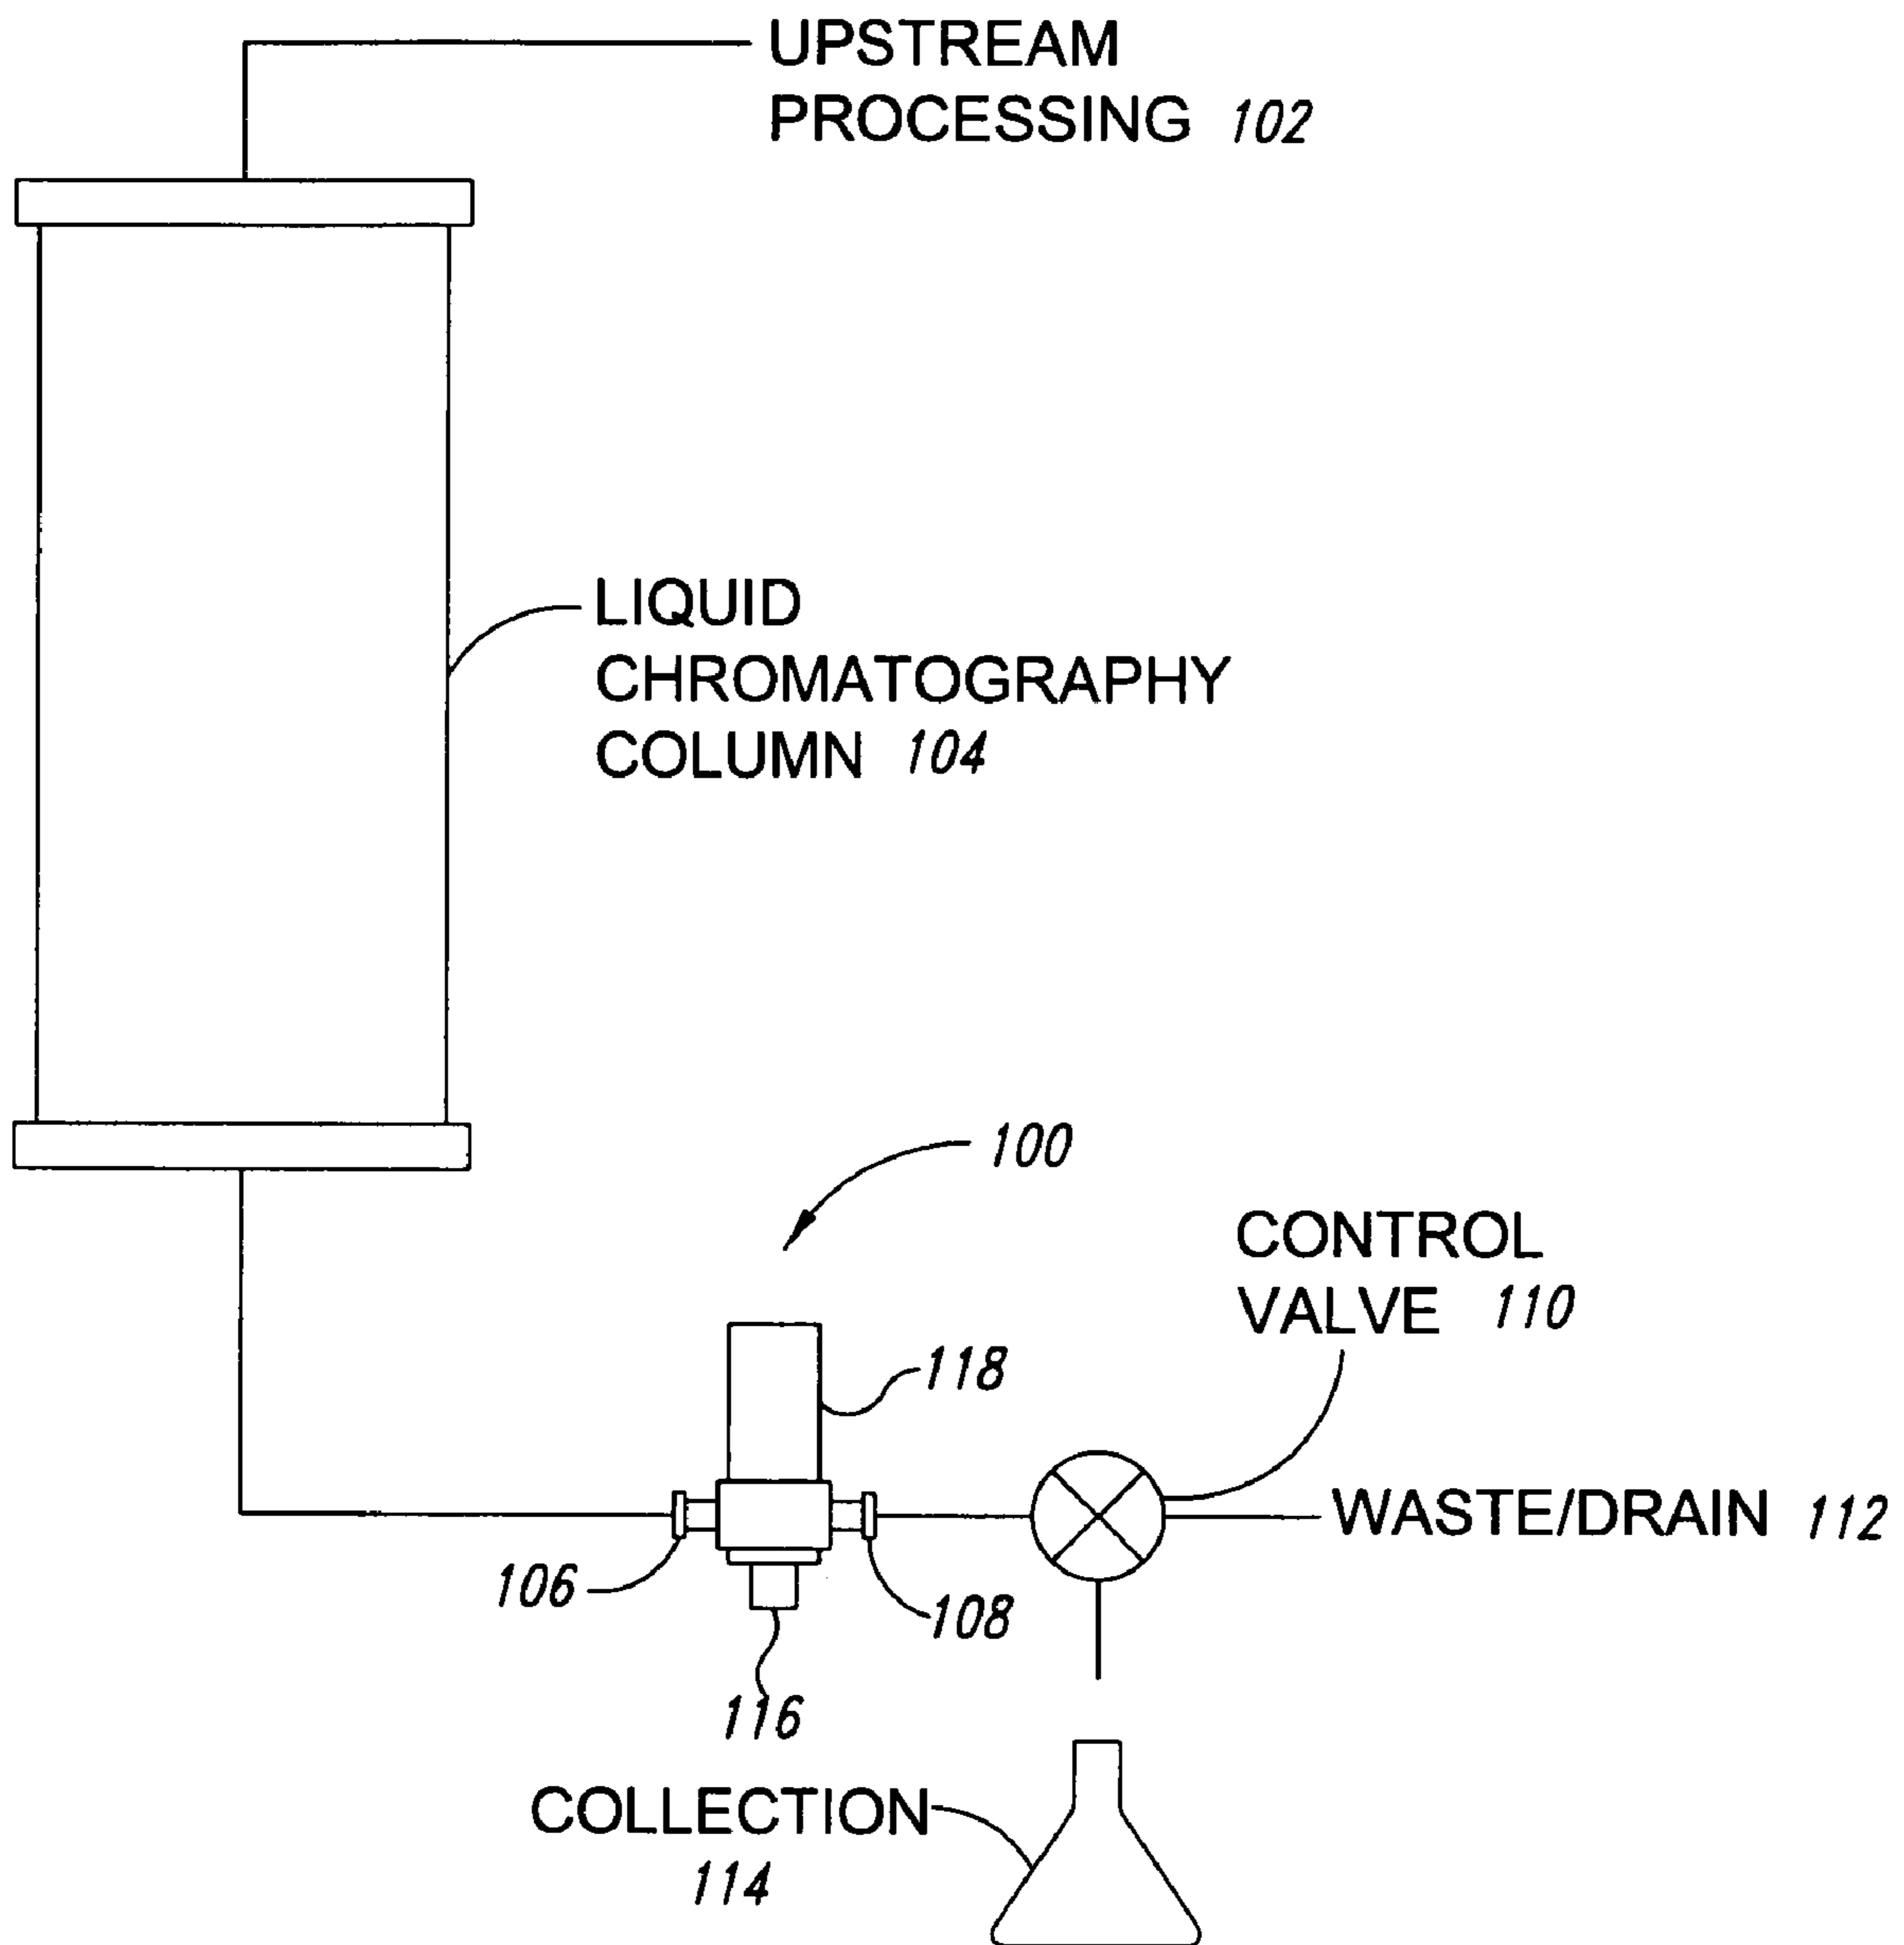 UPSTREAM
PROCESSING 102
LIQUID
CHROMATOGRAPHY
COLUMN 104
100
CONTROL
VALVE 110
118
WASTE/DRAIN 112
106
108
116
COLLECTION
114